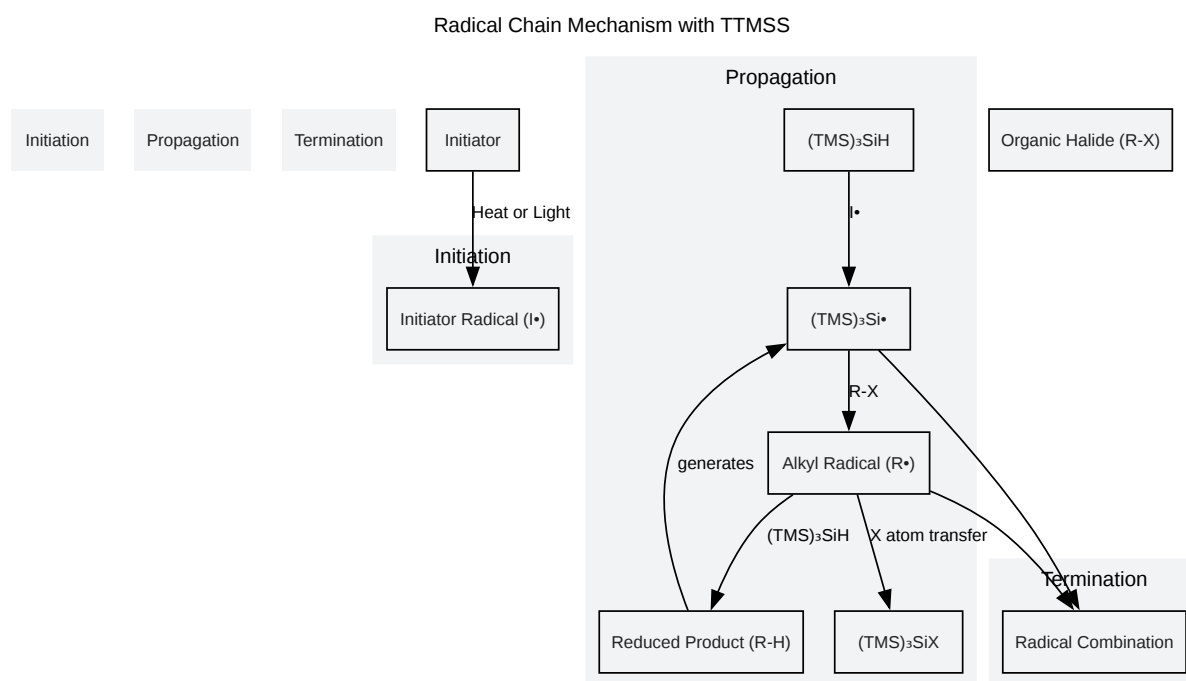 Radical Chain Mechanism with TTMSS
Propagation
Initiation
Propagation
Termination
Initiator
(TMS)₃SiH
Organic Halide (R-X)
Heat or Light
I•
Initiation
Initiator Radical (I•)
(TMS)₃Si•
R-X
generates
Alkyl Radical (R•)
(TMS)₃SiH
X atom transfer
Termination
Reduced Product (R-H)
(TMS)₃SiX
Radical Combination